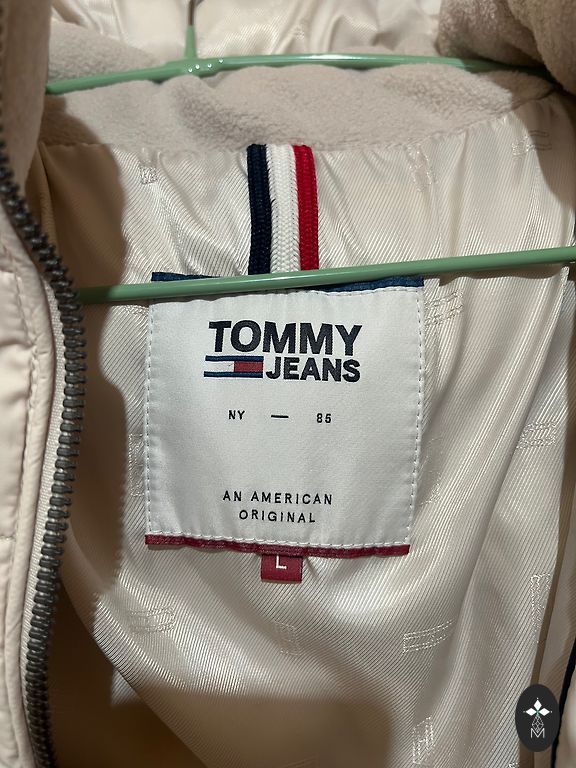 TOMMY
JEANS
NY — 85
AN AMERICAN
ORIGINAL
L
M